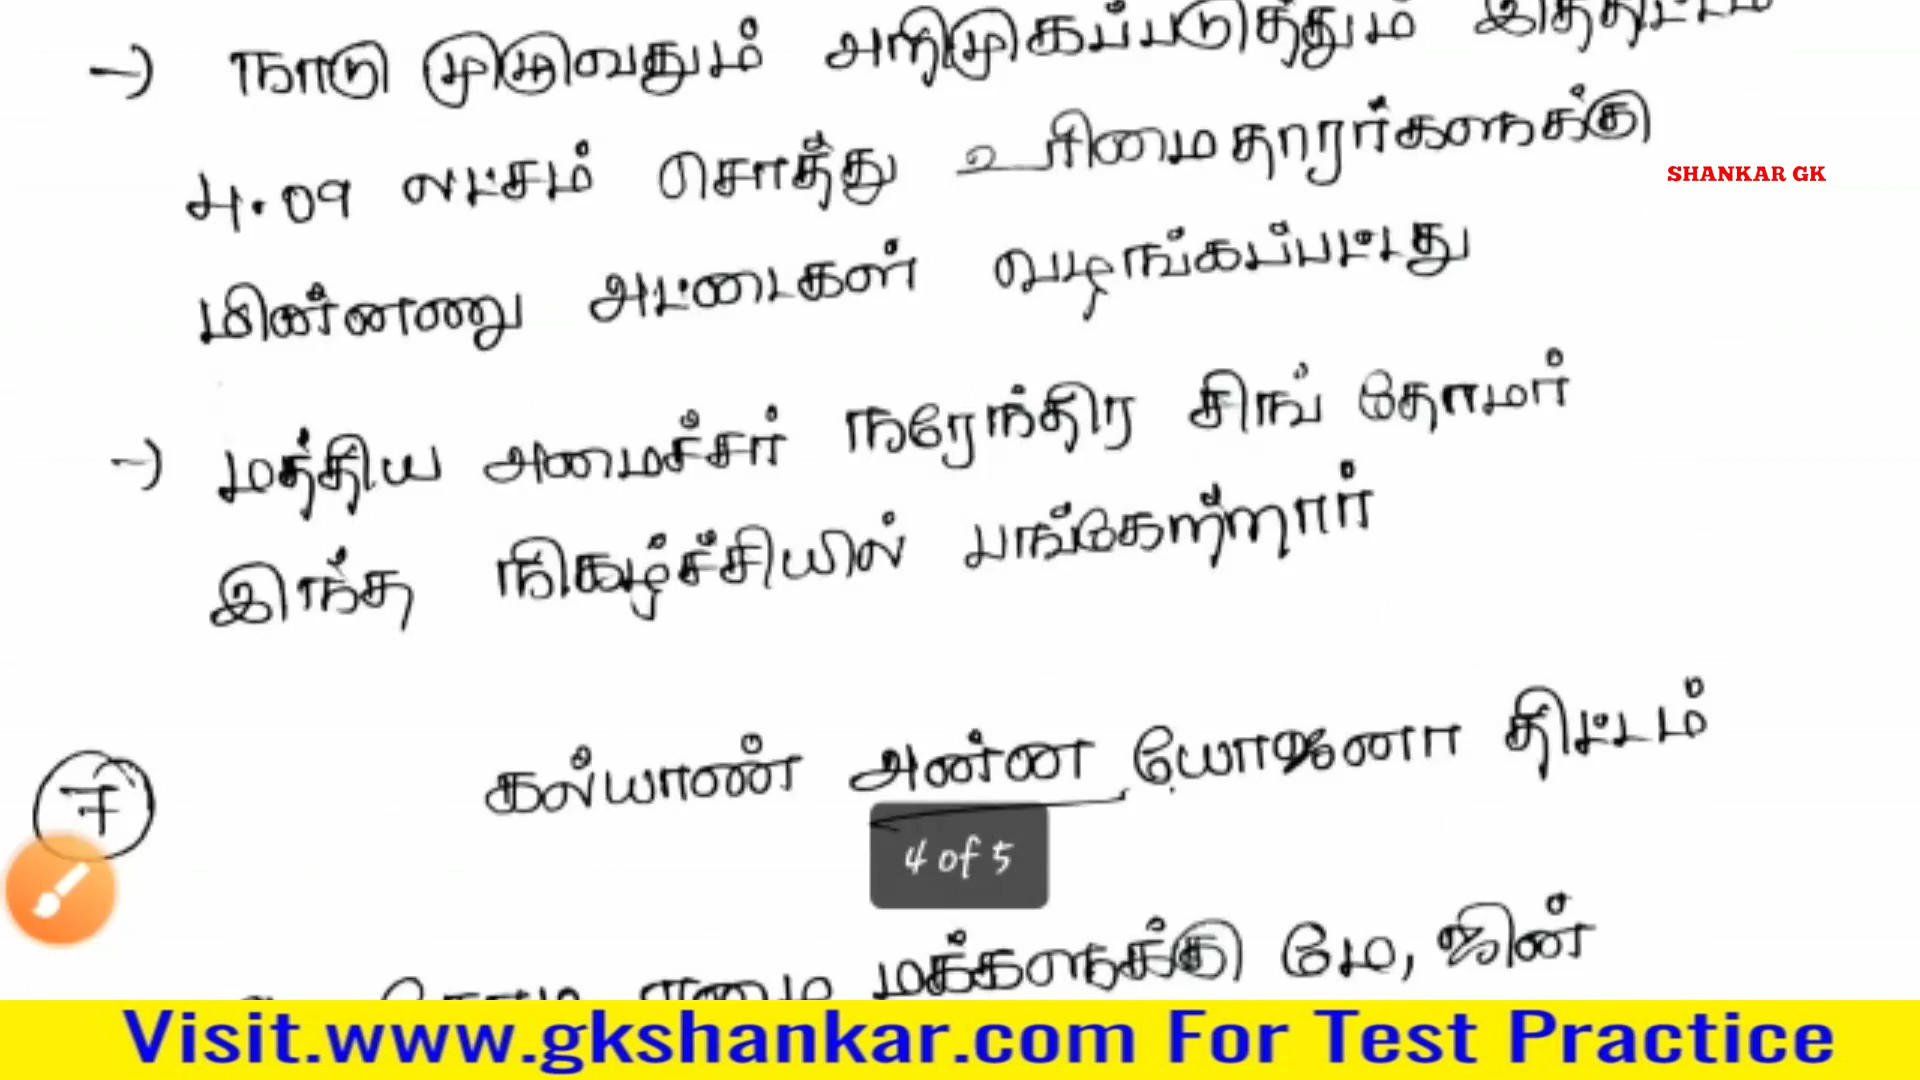 → நாடு முழுவதும் அறிமுகப்படுத்தும் இத்திட்டம்
4.09 லட்சம் சொத்து உரிமைதாரர்களுக்கு
SHANKAR GK
மின்னணு அட்டைகள் வழங்கப்பட்டது
→ மத்திய அமைச்சர் நரேந்திர சிங் தோமர்
இந்த நிகழ்ச்சியில் பங்கேற்றார்
7 கல்யாண் அன்ன யோஜனா திட்டம்
4 of 5
ஏழை மக்களுக்கு மே, ஜின்
Visit.www.gkshankar.com For Test Practice